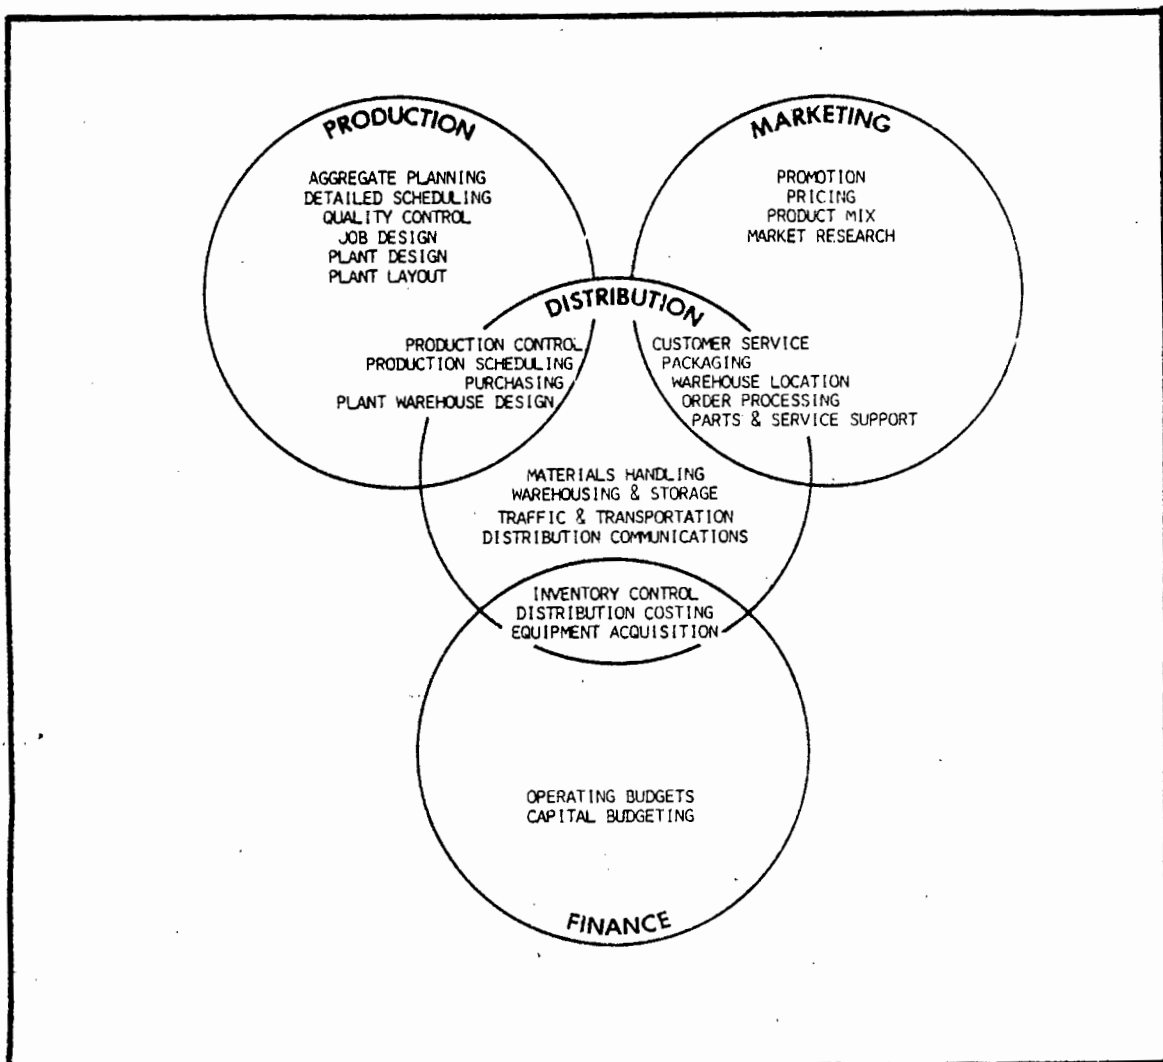 PRODUCTION
AGGREGATE PLANNING
DETAILED SCHEDULING
QUALITY CONTROL
JOB DESIGN
PLANT DESIGN
PLANT LAYOUT
MARKETING
PROMOTION
PRICING
PRODUCT MIX
MARKET RESEARCH
DISTRIBUTION
PRODUCTION CONTROL
PRODUCTION SCHEDULING
PURCHASING
PLANT WAREHOUSE DESIGN
CUSTOMER SERVICE
PACKAGING
WAREHOUSE LOCATION
ORDER PROCESSING
PARTS & SERVICE SUPPORT
MATERIALS HANDLING
WAREHOUSING & STORAGE
TRAFFIC & TRANSPORTATION
DISTRIBUTION COMMUNICATIONS
INVENTORY CONTROL
DISTRIBUTION COSTING
EQUIPMENT ACQUISITION
OPERATING BUDGETS
CAPITAL BUDGETING
FINANCE